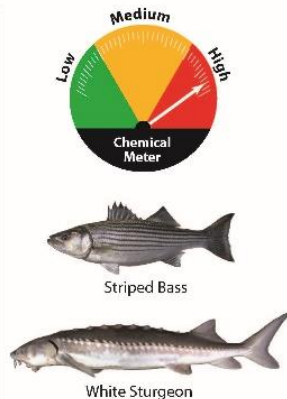 Low
Medium
High
Chemical
Meter
Striped Bass
White Sturgeon